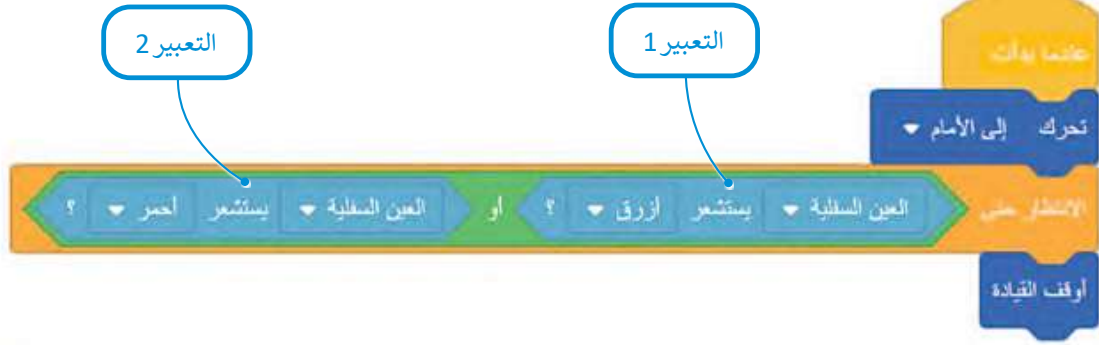 التعبير 1
التعبير 2
عندما بدأت
تحرك إلى الأمام
الانتظار حتى العين السفلية يستشعر أزرق ؟ أو العين السفلية يستشعر أحمر ؟
أوقف القيادة